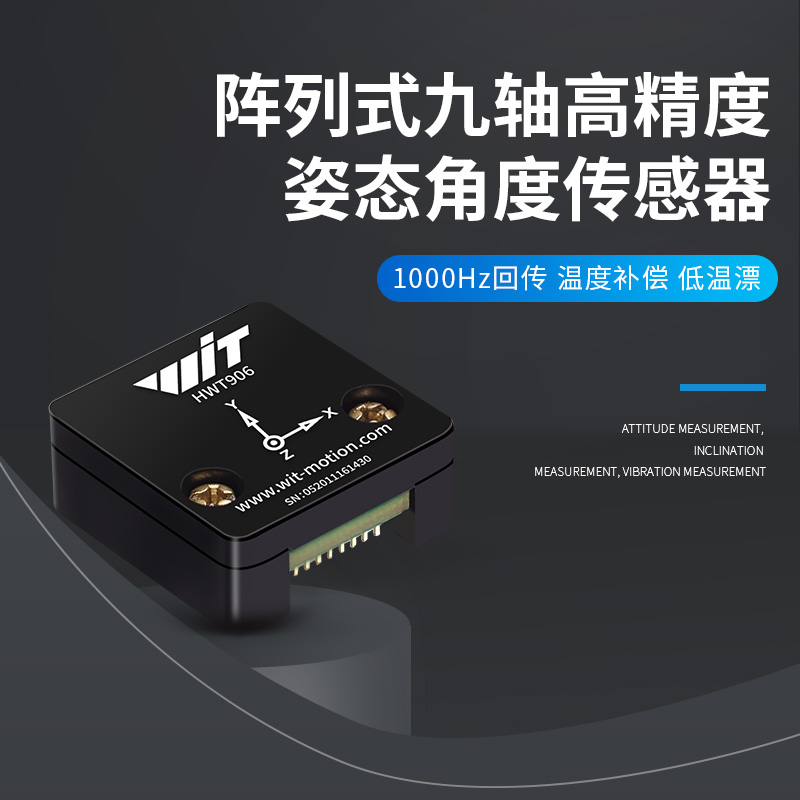 阵列式九轴高精度
姿态角度传感器
1000Hz回传 温度补偿 低温漂
WiT
HWT906
Y
X
Z
www.wit-motion.com
SN:052011161430
ATTITUDE MEASUREMENT,
INCLINATION
MEASUREMENT, VIBRATION MEASUREMENT